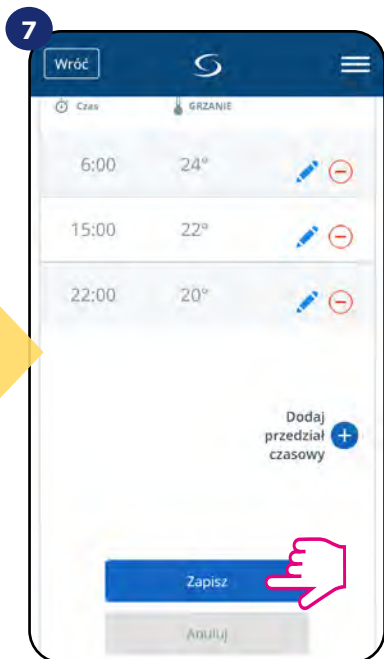 7
Wróć
Czas GRZANIE
6:00 24°
15:00 22°
22:00 20°
Dodaj
przedział
czasowy
Zapisz
Anuluj